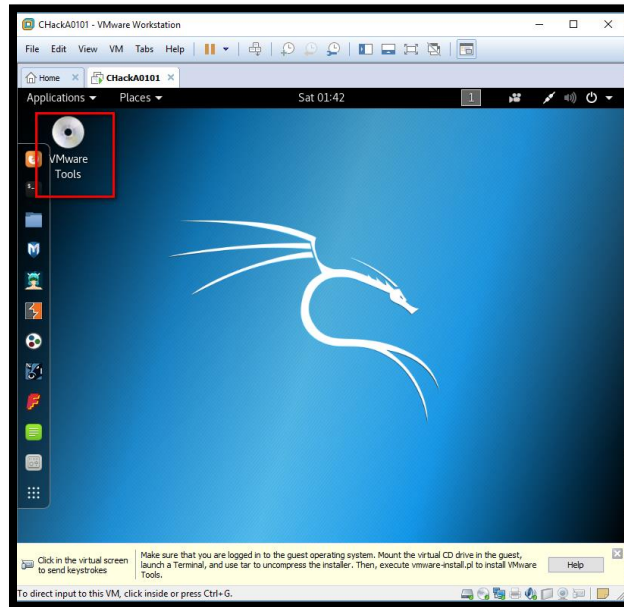 CHackA0101 - VMware Workstation
File Edit View VM Tabs Help
Home CHackA0101
Applications Places Sat 01:42 1
VMware
Tools
Click in the virtual screen
to send keystrokes
Make sure that you are logged in to the guest operating system. Mount the virtual CD drive in the guest,
launch a Terminal, and use tar to uncompress the installer. Then, execute vmware-install.pl to install VMware
Tools.
Help
To direct input to this VM, click inside or press Ctrl+G.